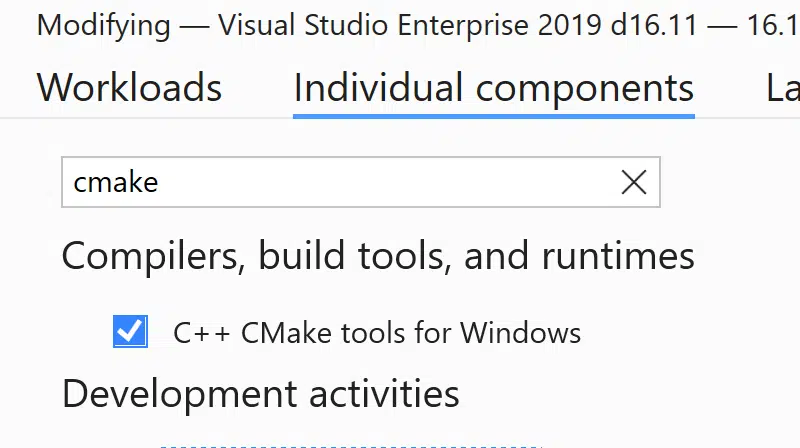 Modifying — Visual Studio Enterprise 2019 d16.11 — 16.1
Workloads Individual components La
cmake
Compilers, build tools, and runtimes
C++ CMake tools for Windows
Development activities